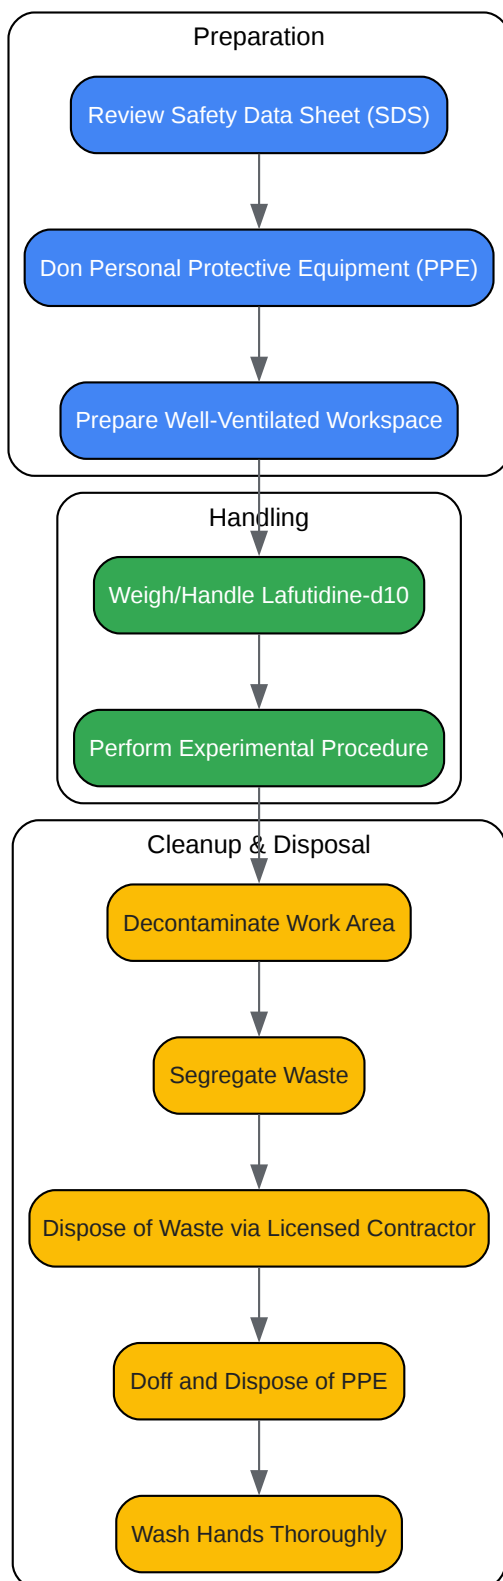 Preparation
Review Safety Data Sheet (SDS)
Don Personal Protective Equipment (PPE)
Prepare Well-Ventilated Workspace
Handling
Weigh/Handle Lafutidine-d10
Perform Experimental Procedure
Cleanup & Disposal
Decontaminate Work Area
Segregate Waste
Dispose of Waste via Licensed Contractor
Doff and Dispose of PPE
Wash Hands Thoroughly